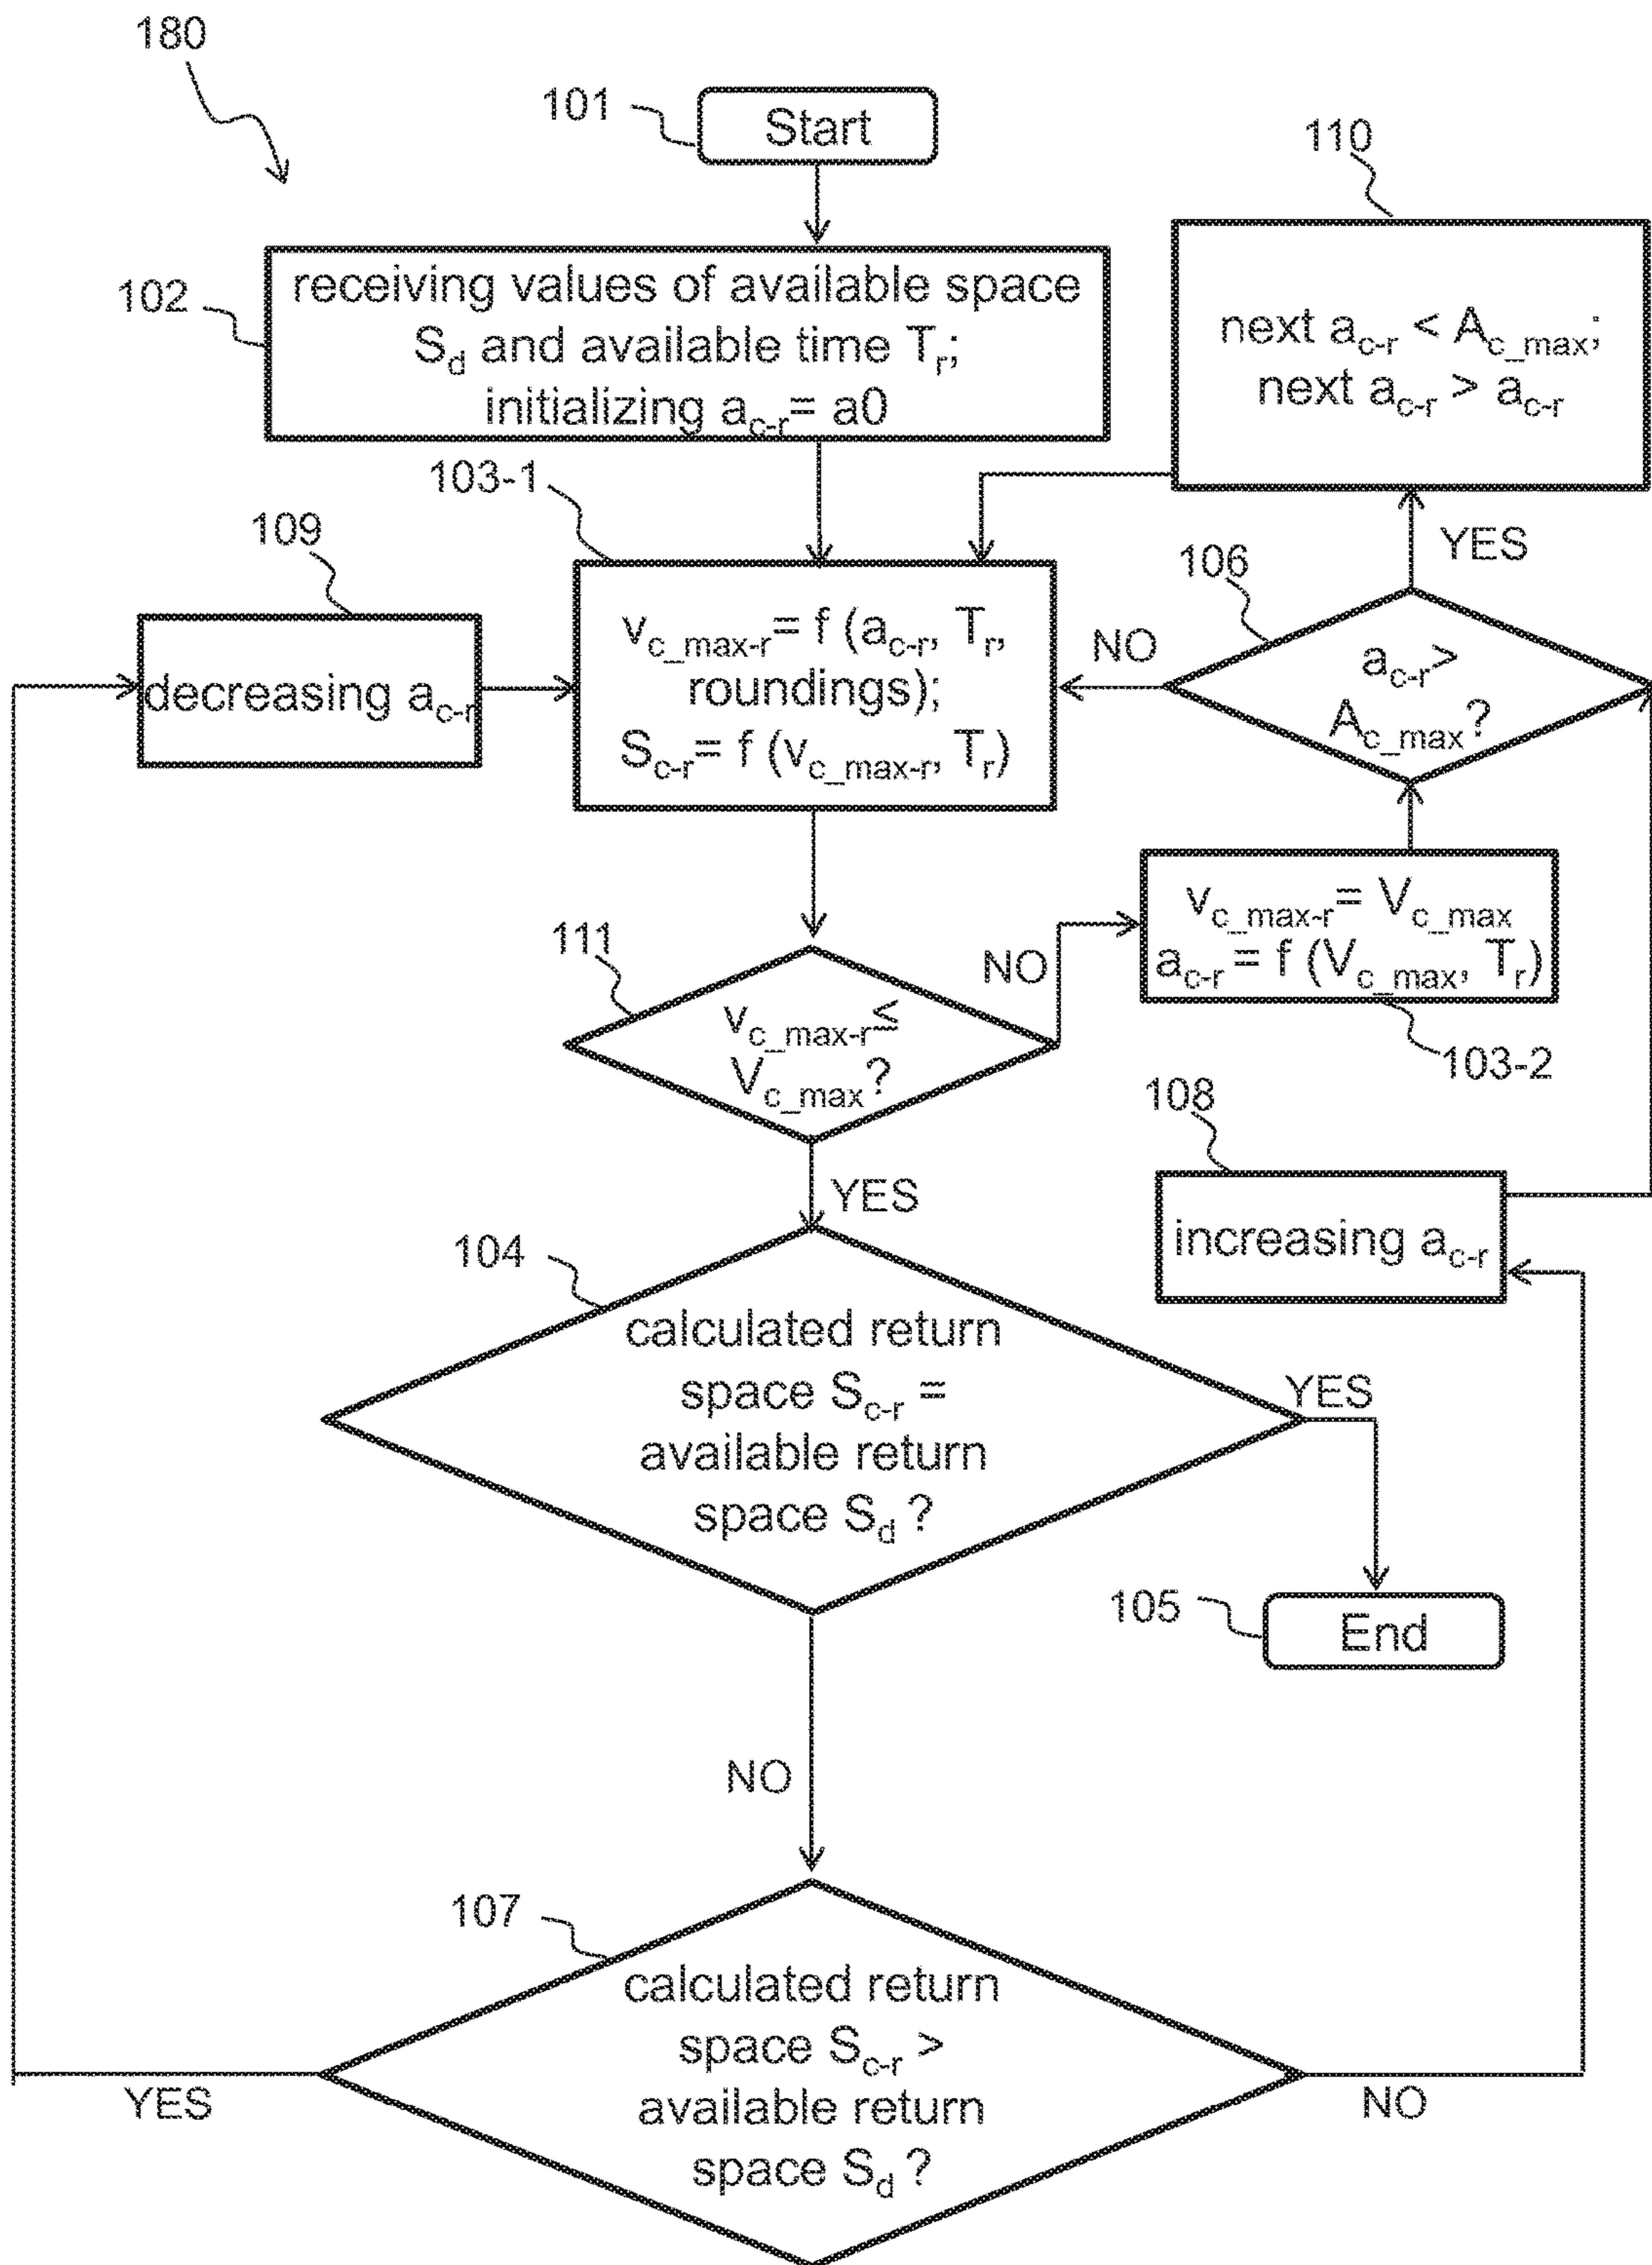 180
101
Start
110
102
receiving values of available space
S_d and available time T_r;
initializing a_c-r= a0
next a_c-r < A_c_max;
next a_c-r > a_c-r
103-1
109
106
YES
decreasing a_c-r
v_c_max-r= f (a_c-r, T_r,
roundings);
S_c-r= f (v_c_max-r, T_r)
NO
a_c-r>
A_c_max?
111
v_c_max-r≤
V_c_max?
NO
v_c_max-r= V_c_max
a_c-r = f (V_c_max, T_r)
103-2
YES
108
increasing a_c-r
104
calculated return
space S_c-r =
available return
space S_d ?
YES
105
End
NO
107
calculated return
space S_c-r >
available return
space S_d ?
YES
NO